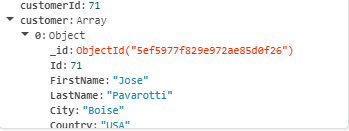 customerId: 71
customer: Array
0: Object
_id: ObjectId("5ef5977f829e972ae85d0f26")
Id: 71
FirstName: "Jose"
LastName: "Pavarotti"
City: "Boise"
Country: "USA"